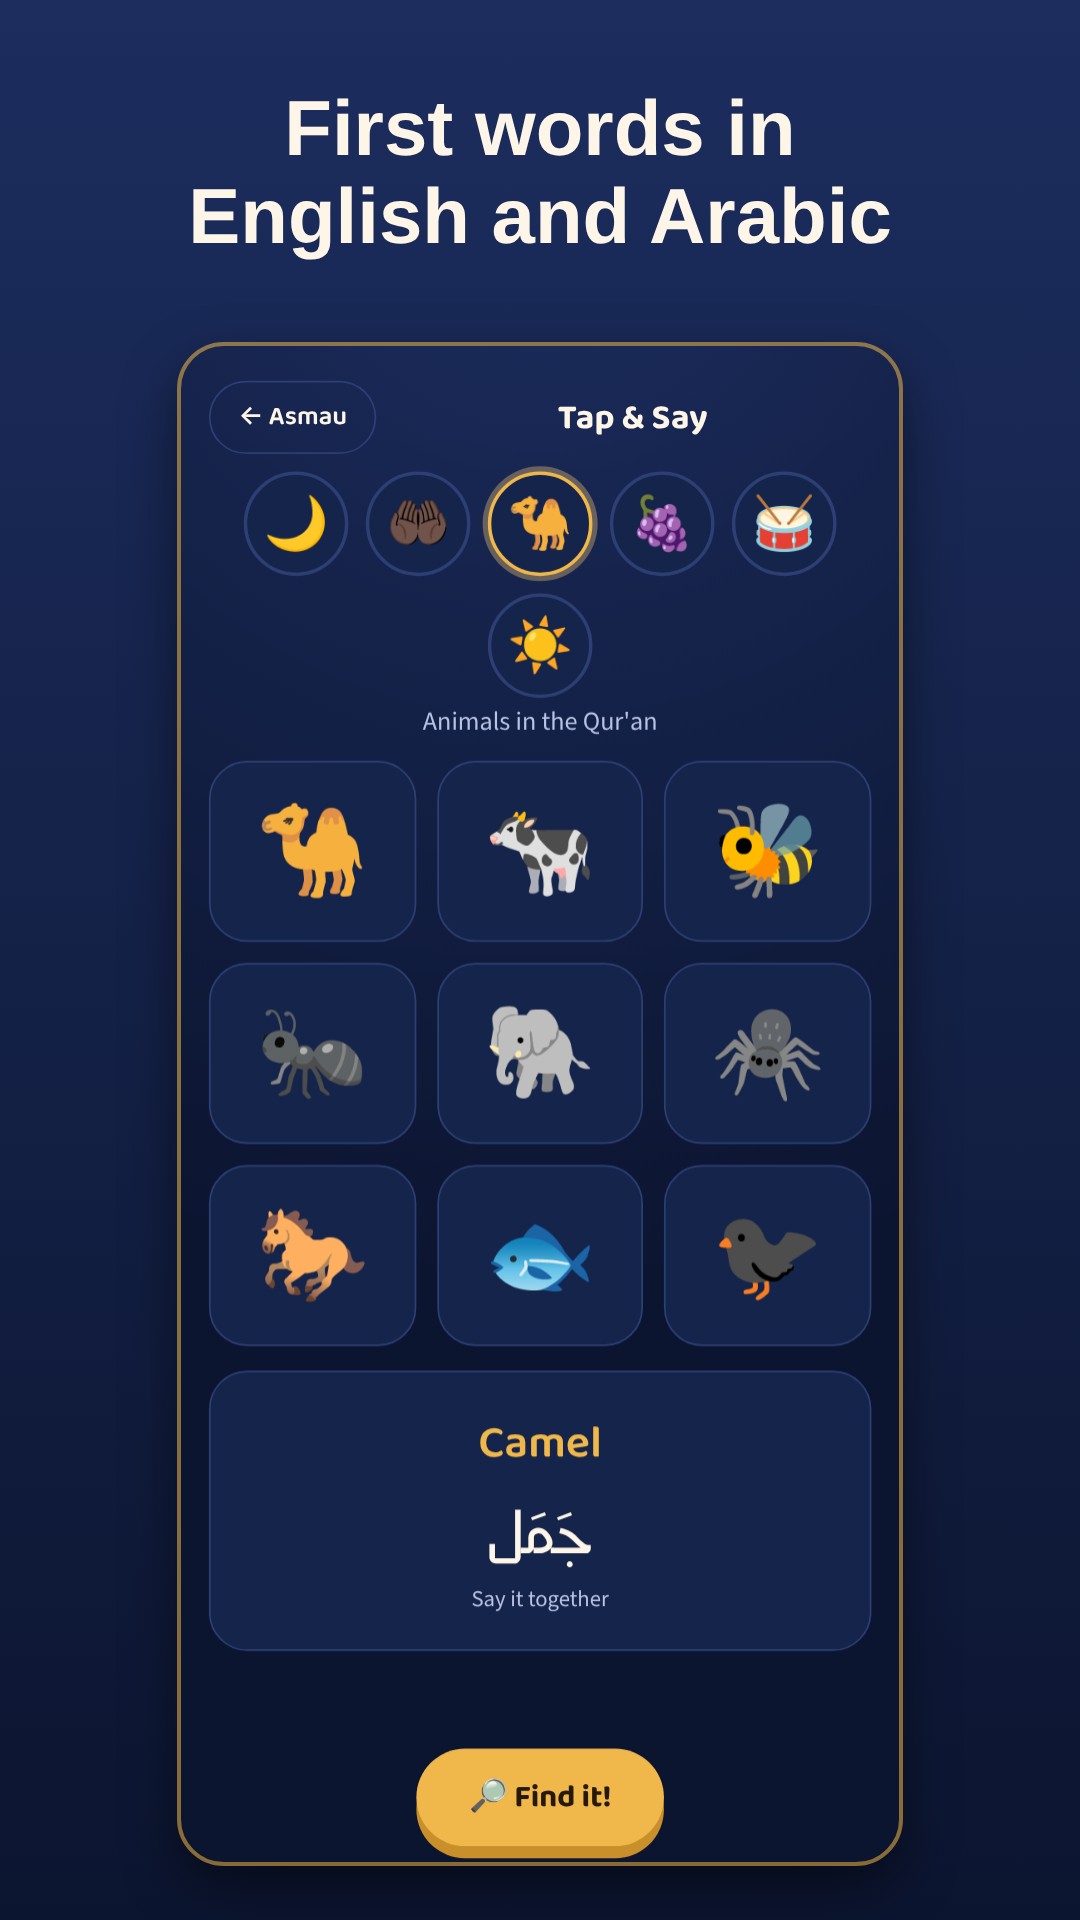 First words in
English and Arabic
← Asmau
Tap & Say
Animals in the Qur'an
Camel
جَمَل
Say it together
Find it!